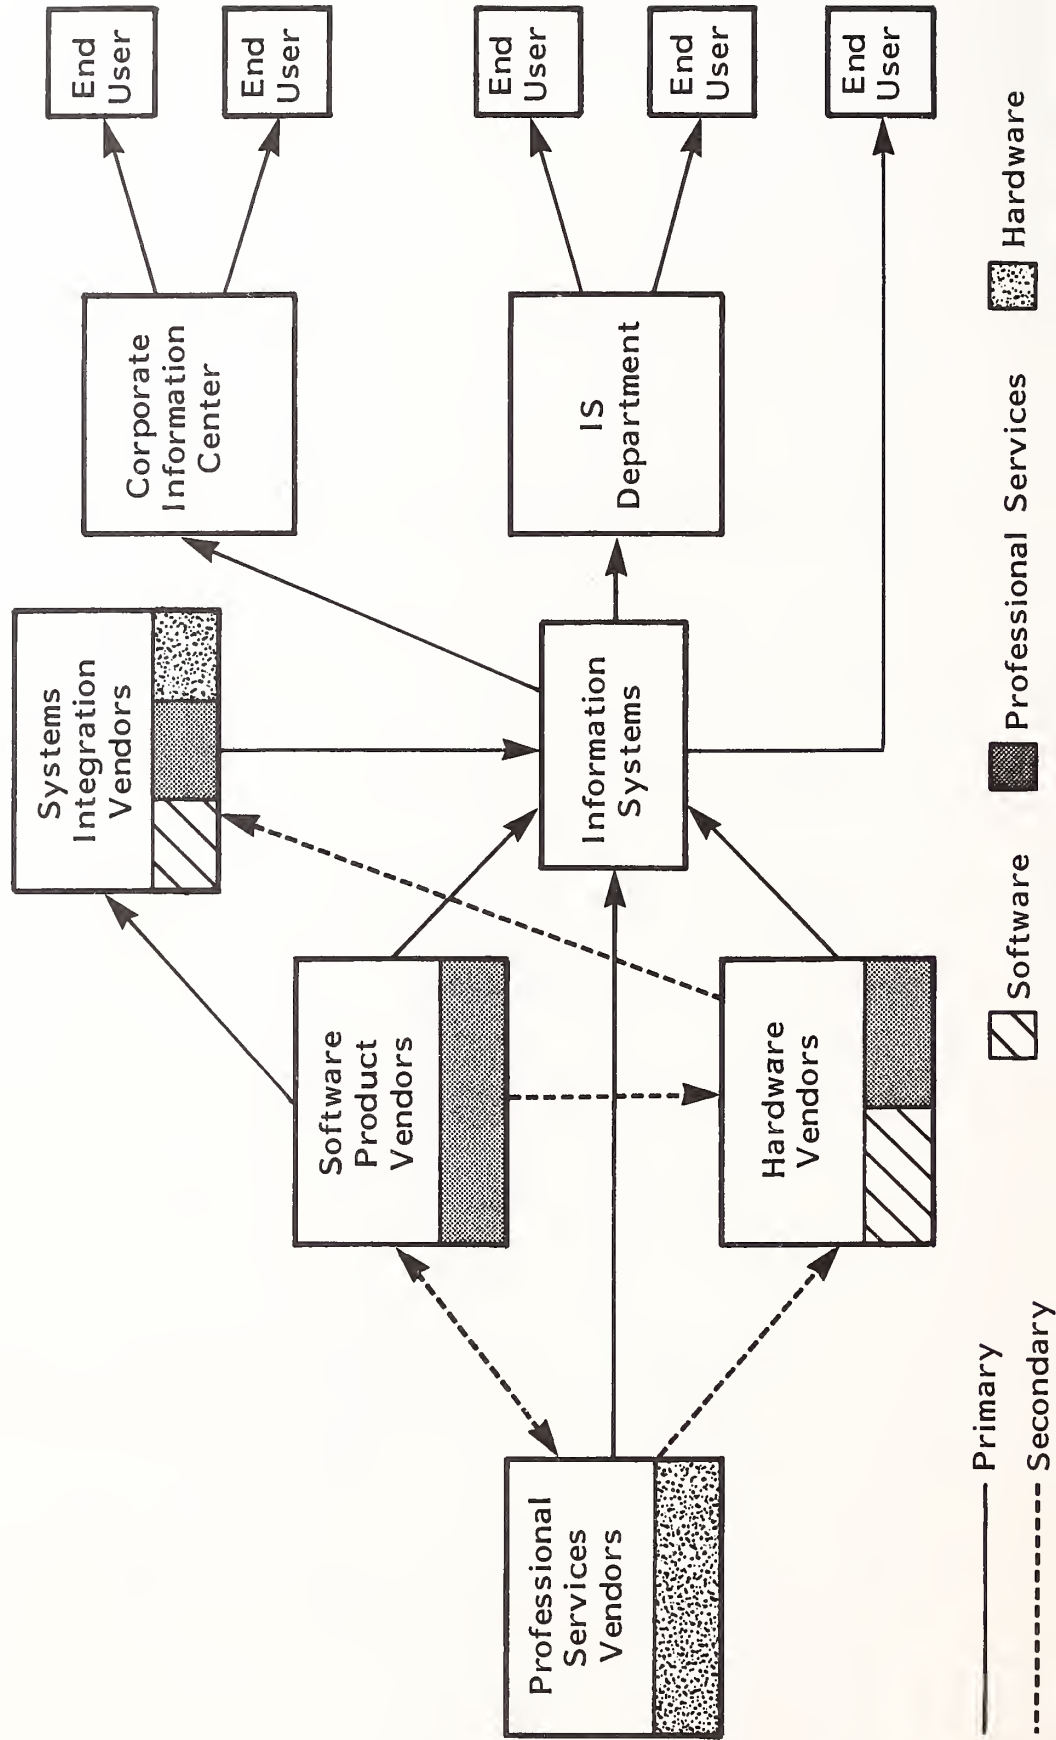 Professional
Services
Vendors
Software
Product
Vendors
Hardware
Vendors
Systems
Integration
Vendors
Information
Systems
Corporate
Information
Center
IS
Department
End
User
End
User
End
User
End
User
End
User
Primary
Secondary
Software
Professional Services
Hardware